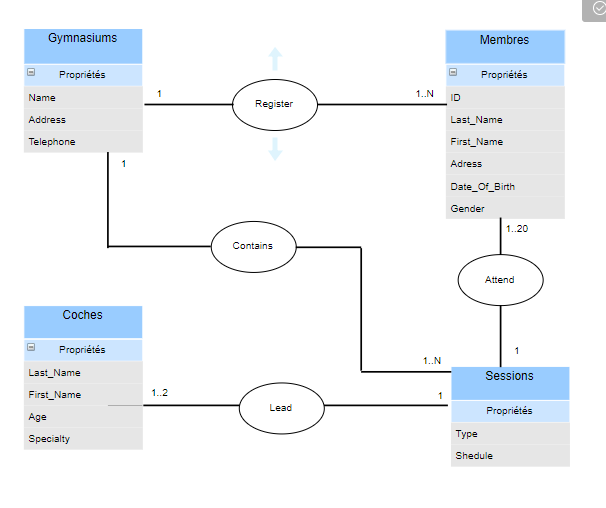 Gymnasiums
Propriétés
Name
Address
Telephone
1
Register
1..N
Membres
Propriétés
ID
Last_Name
First_Name
Adress
Date_Of_Birth
Gender
1
Contains
1..N
1..20
Attend
1
Coches
Propriétés
Last_Name
First_Name
Age
Specialty
1..2
Lead
1
Sessions
Propriétés
Type
Shedule